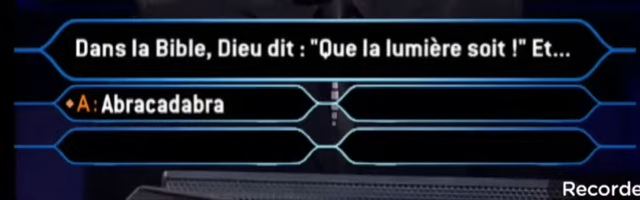 Dans la Bible, Dieu dit : "Que la lumière soit !" Et...
◆A: Abracadabra
Recorde